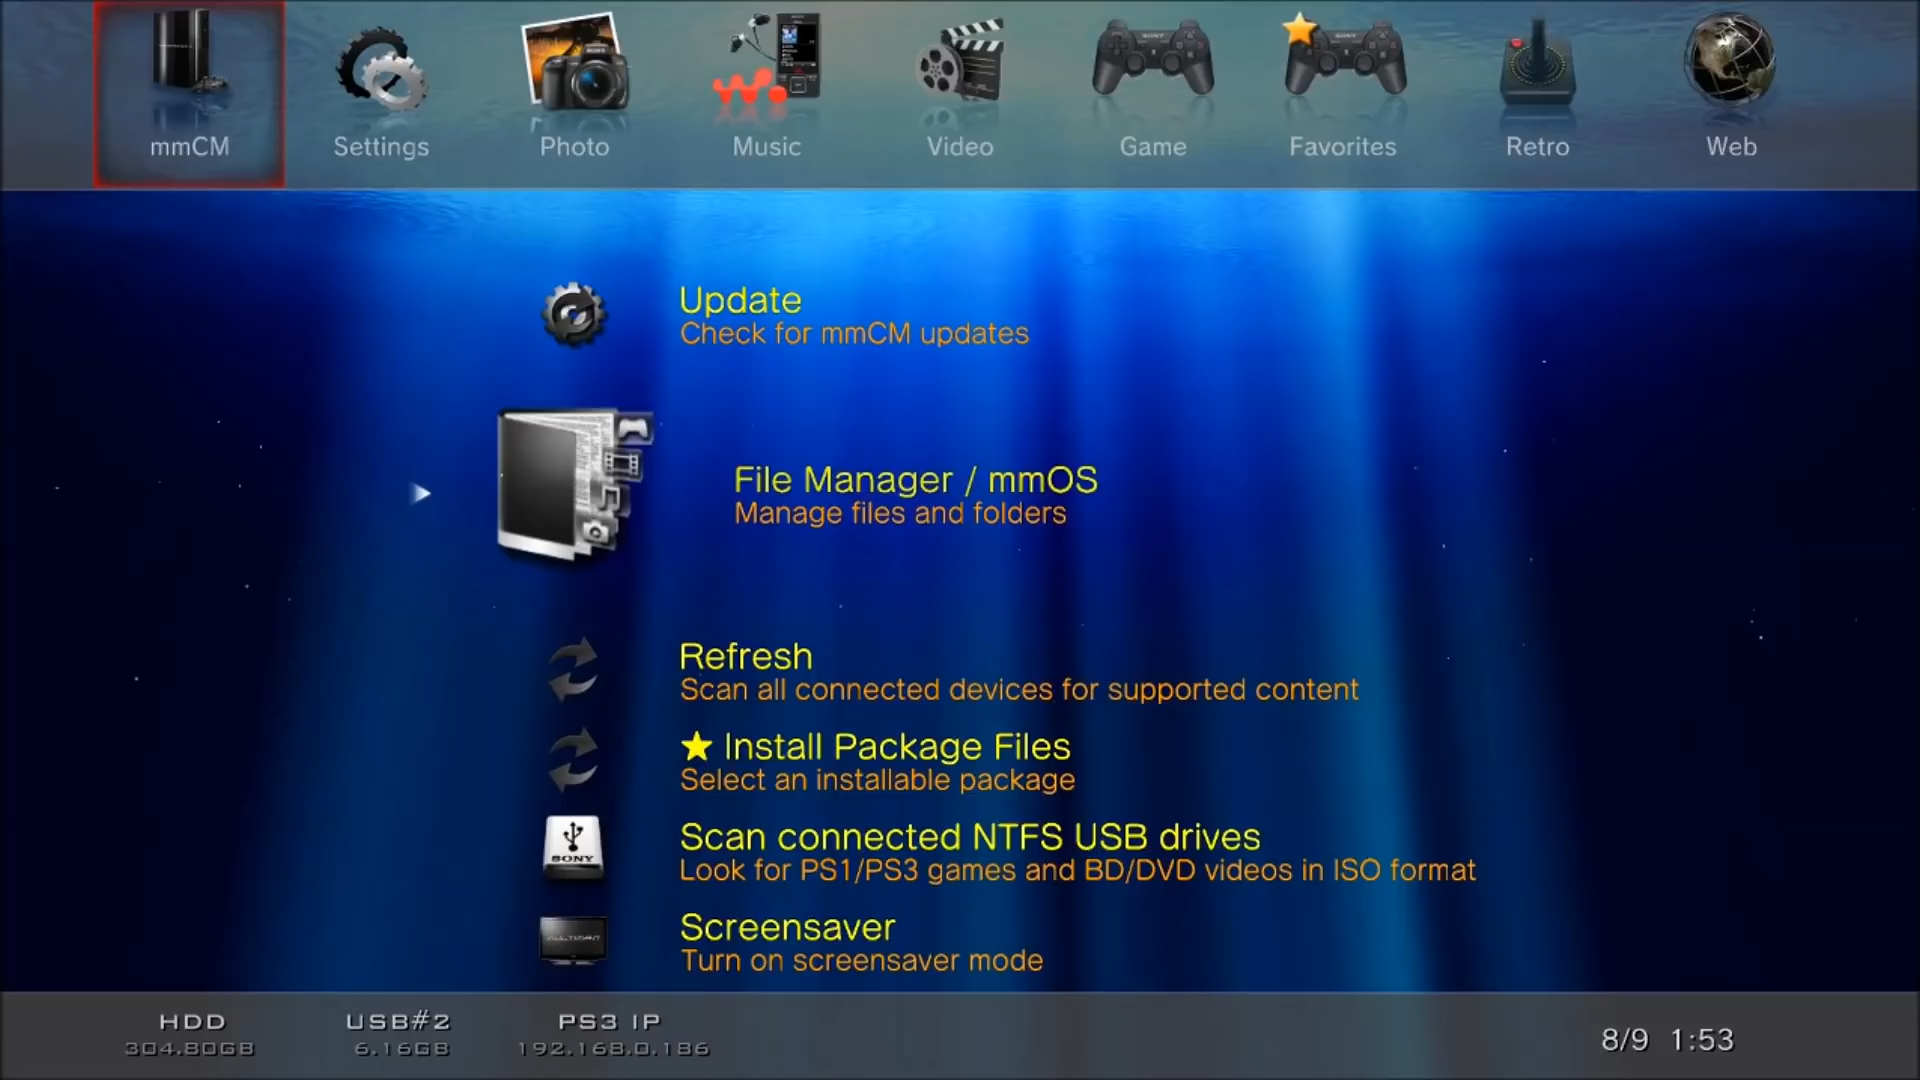 mmCM
Settings
Photo
Music
Video
Game
Favorites
Retro
Web
Update
Check for mmCM updates
File Manager / mmOS
Manage files and folders
Refresh
Scan all connected devices for supported content
★ Install Package Files
Select an installable package
SONY
Scan connected NTFS USB drives
Look for PS1/PS3 games and BD/DVD videos in ISO format
MULTIMAN
Screensaver
Turn on screensaver mode
HDD
304.80GB
USB#2
6.16GB
PS3 IP
192.168.0.186
8/9 1:53